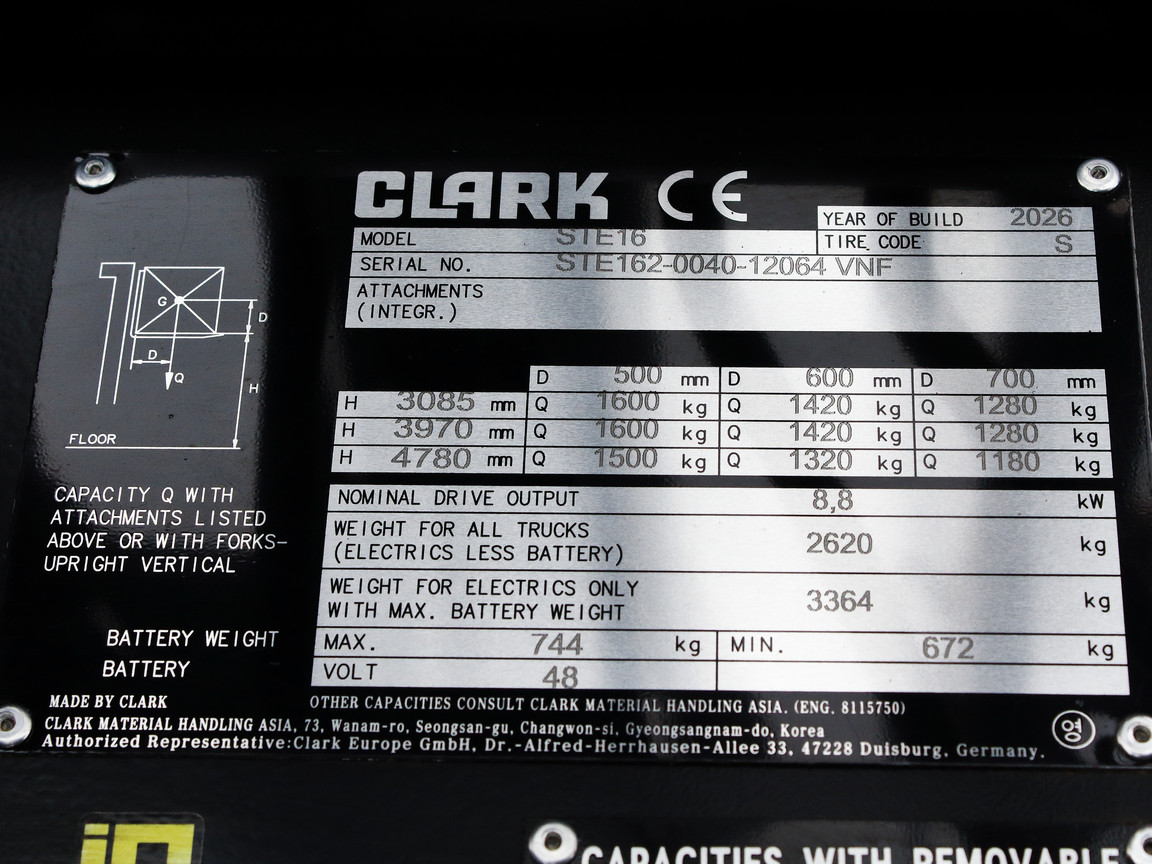 CLARK CE
YEAR OF BUILD 2026
MODEL STE16 TIRE CODE S
SERIAL NO. STE162-0040-12064 VNF
ATTACHMENTS
(INTEGR.)
G
D
D
Q
H
FLOOR
D 500 mm D 600 mm D 700 mm
H 3085 mm Q 1600 kg Q 1420 kg Q 1280 kg
H 3970 mm Q 1600 kg Q 1420 kg Q 1280 kg
H 4780 mm Q 1500 kg Q 1320 kg Q 1180 kg
CAPACITY Q WITH
ATTACHMENTS LISTED
ABOVE OR WITH FORKS-
UPRIGHT VERTICAL
NOMINAL DRIVE OUTPUT 8,8 kW
WEIGHT FOR ALL TRUCKS
(ELECTRICS LESS BATTERY) 2620 kg
WEIGHT FOR ELECTRICS ONLY
WITH MAX. BATTERY WEIGHT 3364 kg
BATTERY WEIGHT MAX. 744 kg MIN. 672 kg
BATTERY VOLT 48
MADE BY CLARK OTHER CAPACITIES CONSULT CLARK MATERIAL HANDLING ASIA. (ENG. 8115750)
CLARK MATERIAL HANDLING ASIA, 73, Wanam-ro, Seongsan-gu, Changwon-si, Gyeongsangnam-do, Korea
Authorized Representative:Clark Europe GmbH, Dr.-Alfred-Herrhausen-Allee 33, 47228 Duisburg, Germany.
영
CAPACITIES WITH REMOVABLE